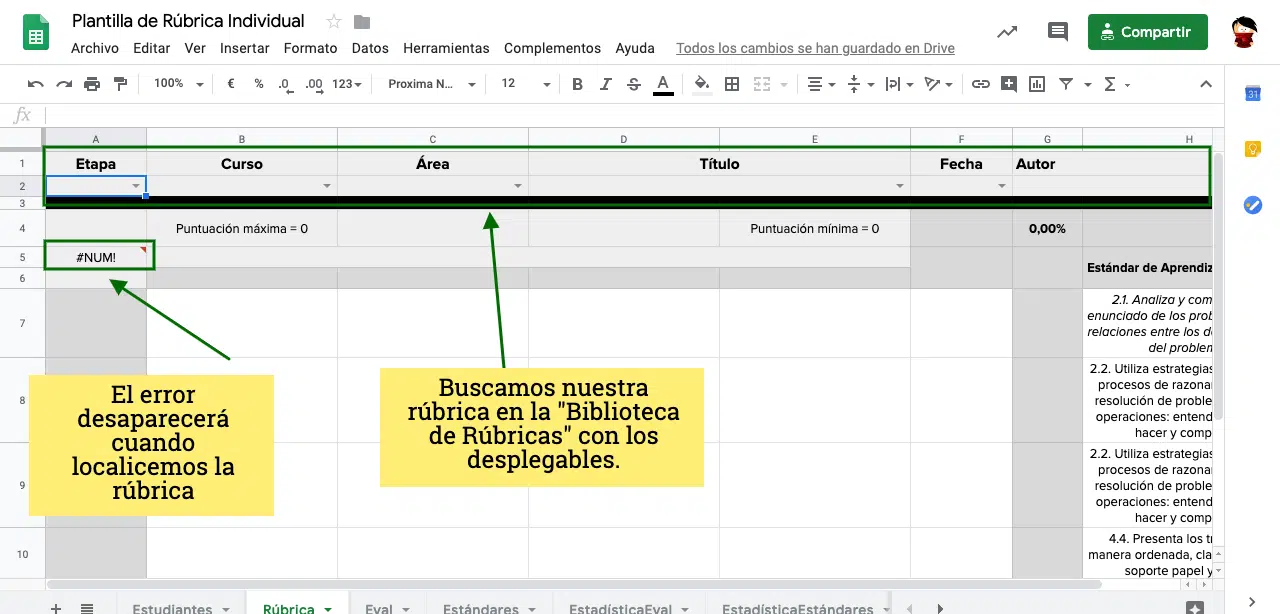 Plantilla de Rúbrica Individual
Archivo Editar Ver Insertar Formato Datos Herramientas Complementos Ayuda Todos los cambios se han guardado en Drive
Compartir
100% € % .0 .00 123 Proxima N... 12 B I S A
31
fx
A B C D E F G H
1 Etapa Curso Área Título Fecha Autor
2
3
4 Puntuación máxima = 0 Puntuación mínima = 0 0,00%
5 #NUM!
Estándar de Aprendiz
6
7
2.1. Analiza y com
enunciado de los prob
relaciones entre los d
del problem
8
2.2. Utiliza estrategias
procesos de razona
resolución de proble
operaciones: entend
hacer y comp
9
2.2. Utiliza estrategias
procesos de razona
resolución de proble
operaciones: entend
hacer y comp
10
4.4. Presenta los tr
manera ordenada, cla
soporte papel y
El error
desaparecerá
cuando
localicemos la
rúbrica
Buscamos nuestra
rúbrica en la "Biblioteca
de Rúbricas" con los
desplegables.
Estudiantes Rúbrica Eval Estándares EstadísticaEval EstadísticaEstándares